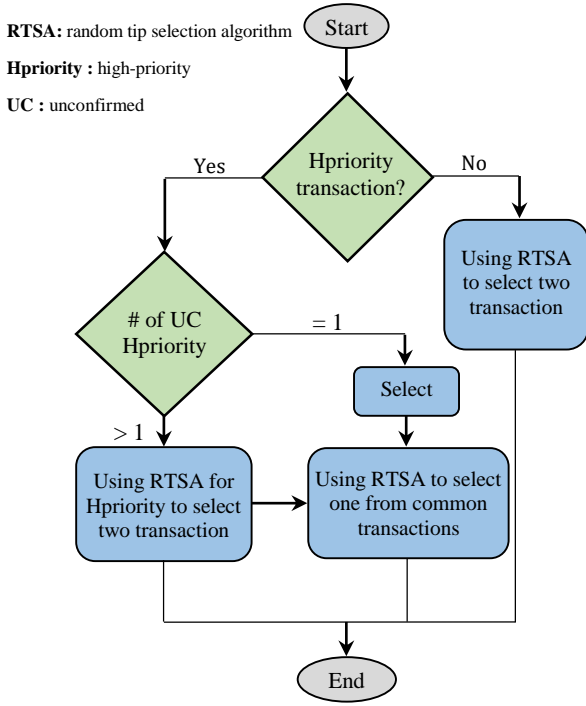 RTSA: random tip selection algorithm
Hpriority : high-priority
UC : unconfirmed
Start
Hpriority
transaction?
Yes
No
Using RTSA
to select two
transaction
# of UC
Hpriority
= 1
Select
> 1
Using RTSA for
Hpriority to select
two transaction
Using RTSA to select
one from common
transactions
End